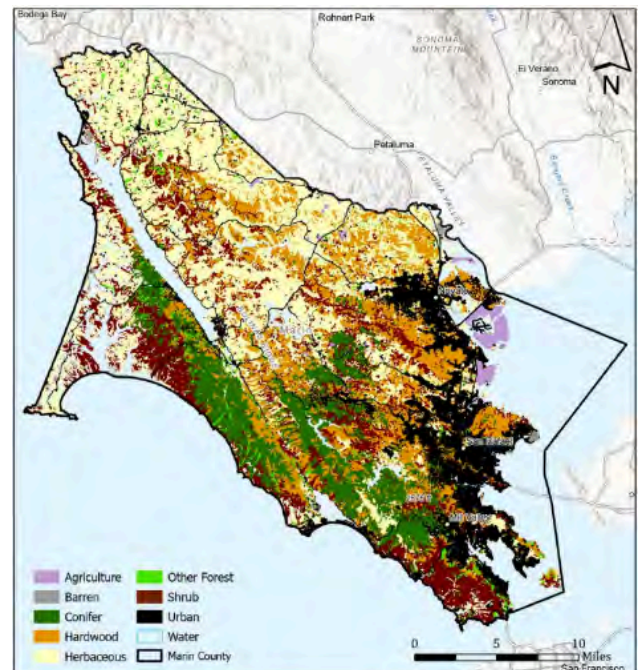 Bodega Bay
Rohnert Park
SONOMA
MOUNTAIN
El Verano
Sonoma
N
Petaluma
PETALUMA VALLEY
Novato
Marin
San Rafael
Mill Valley
Agriculture
Other Forest
Barren
Shrub
Conifer
Urban
Hardwood
Water
Herbaceous
Marin County
0
5
10
Miles
San Francisco